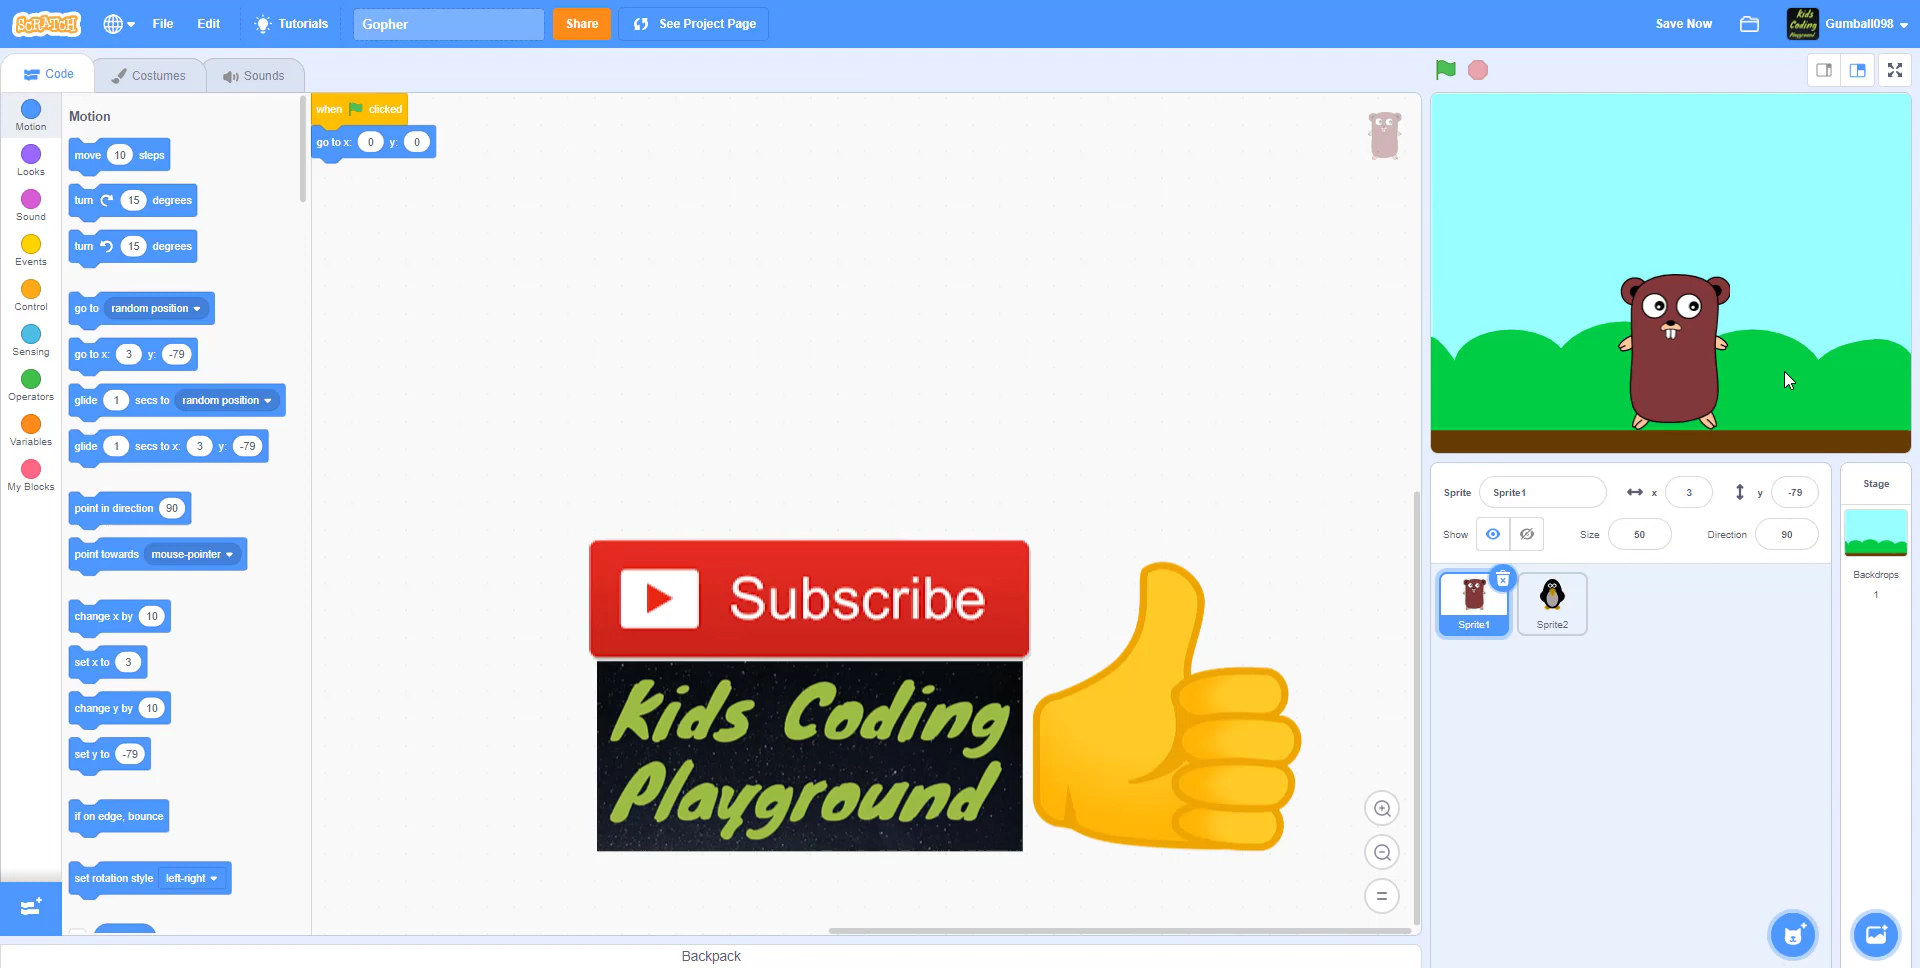 SCRATCH File Edit Tutorials Gopher Share See Project Page Save Now Kids Coding Playground Gumball098
Code Costumes Sounds
Motion
Looks
Sound
Events
Control
Sensing
Operators
Variables
My Blocks
Motion
move 10 steps
turn 15 degrees
turn 15 degrees
go to random position
go to x: 3 y: -79
glide 1 secs to random position
glide 1 secs to x: 3 y: -79
point in direction 90
point towards mouse-pointer
change x by 10
set x to 3
change y by 10
set y to -79
if on edge, bounce
set rotation style left-right
when clicked
go to x: 0 y: 0
Subscribe
Kids Coding
Playground
Backpack
Sprite Sprite1 x 3 y -79
Show Size 50 Direction 90
Sprite1 Sprite2
Stage
Backdrops
1